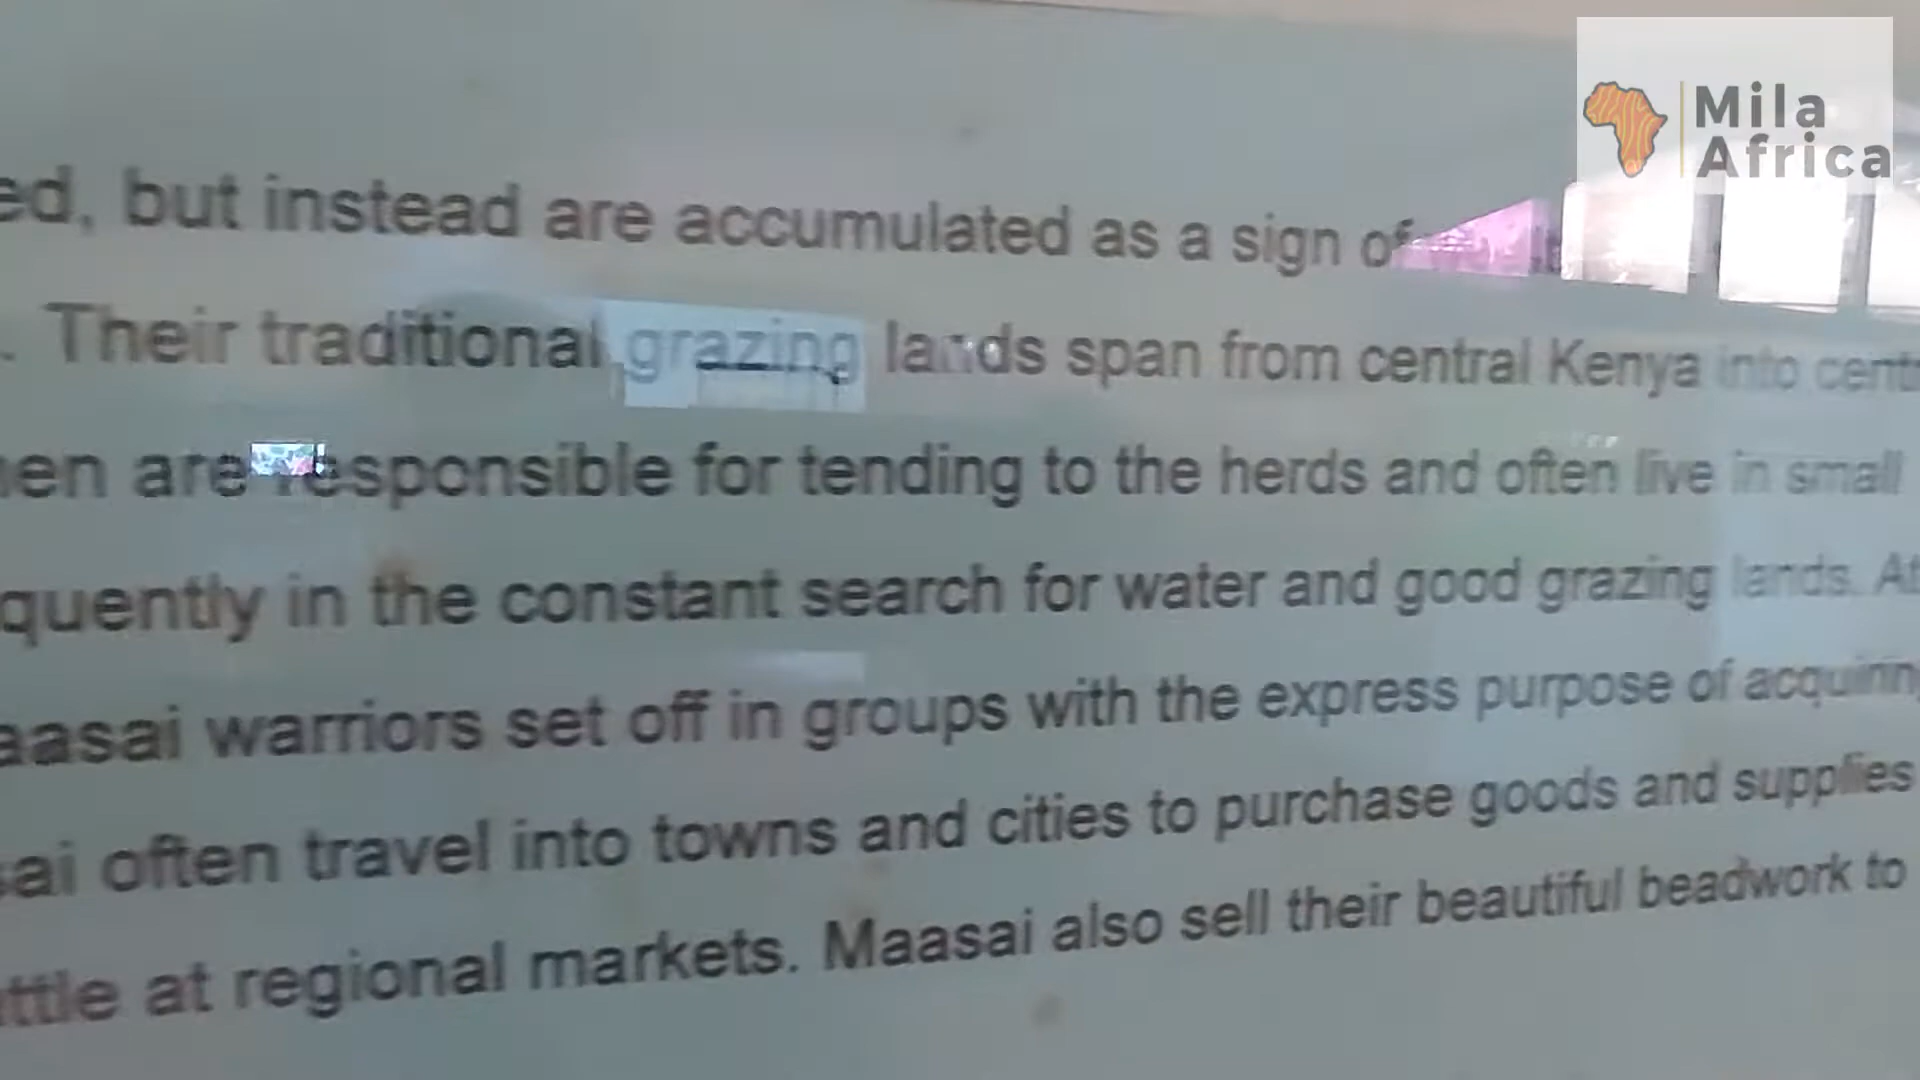 Mila
Africa
ed, but instead are accumulated as a sign of
. Their traditional grazing lands span from central Kenya into
are responsible for tending to the herds and often live in small
quently in the constant search for water and good grazing lands. At
aasai warriors set off in groups with the express purpose of
sai often travel into towns and cities to purchase goods and supplies
ttle at regional markets. Maasai also sell their beautiful beadwork to